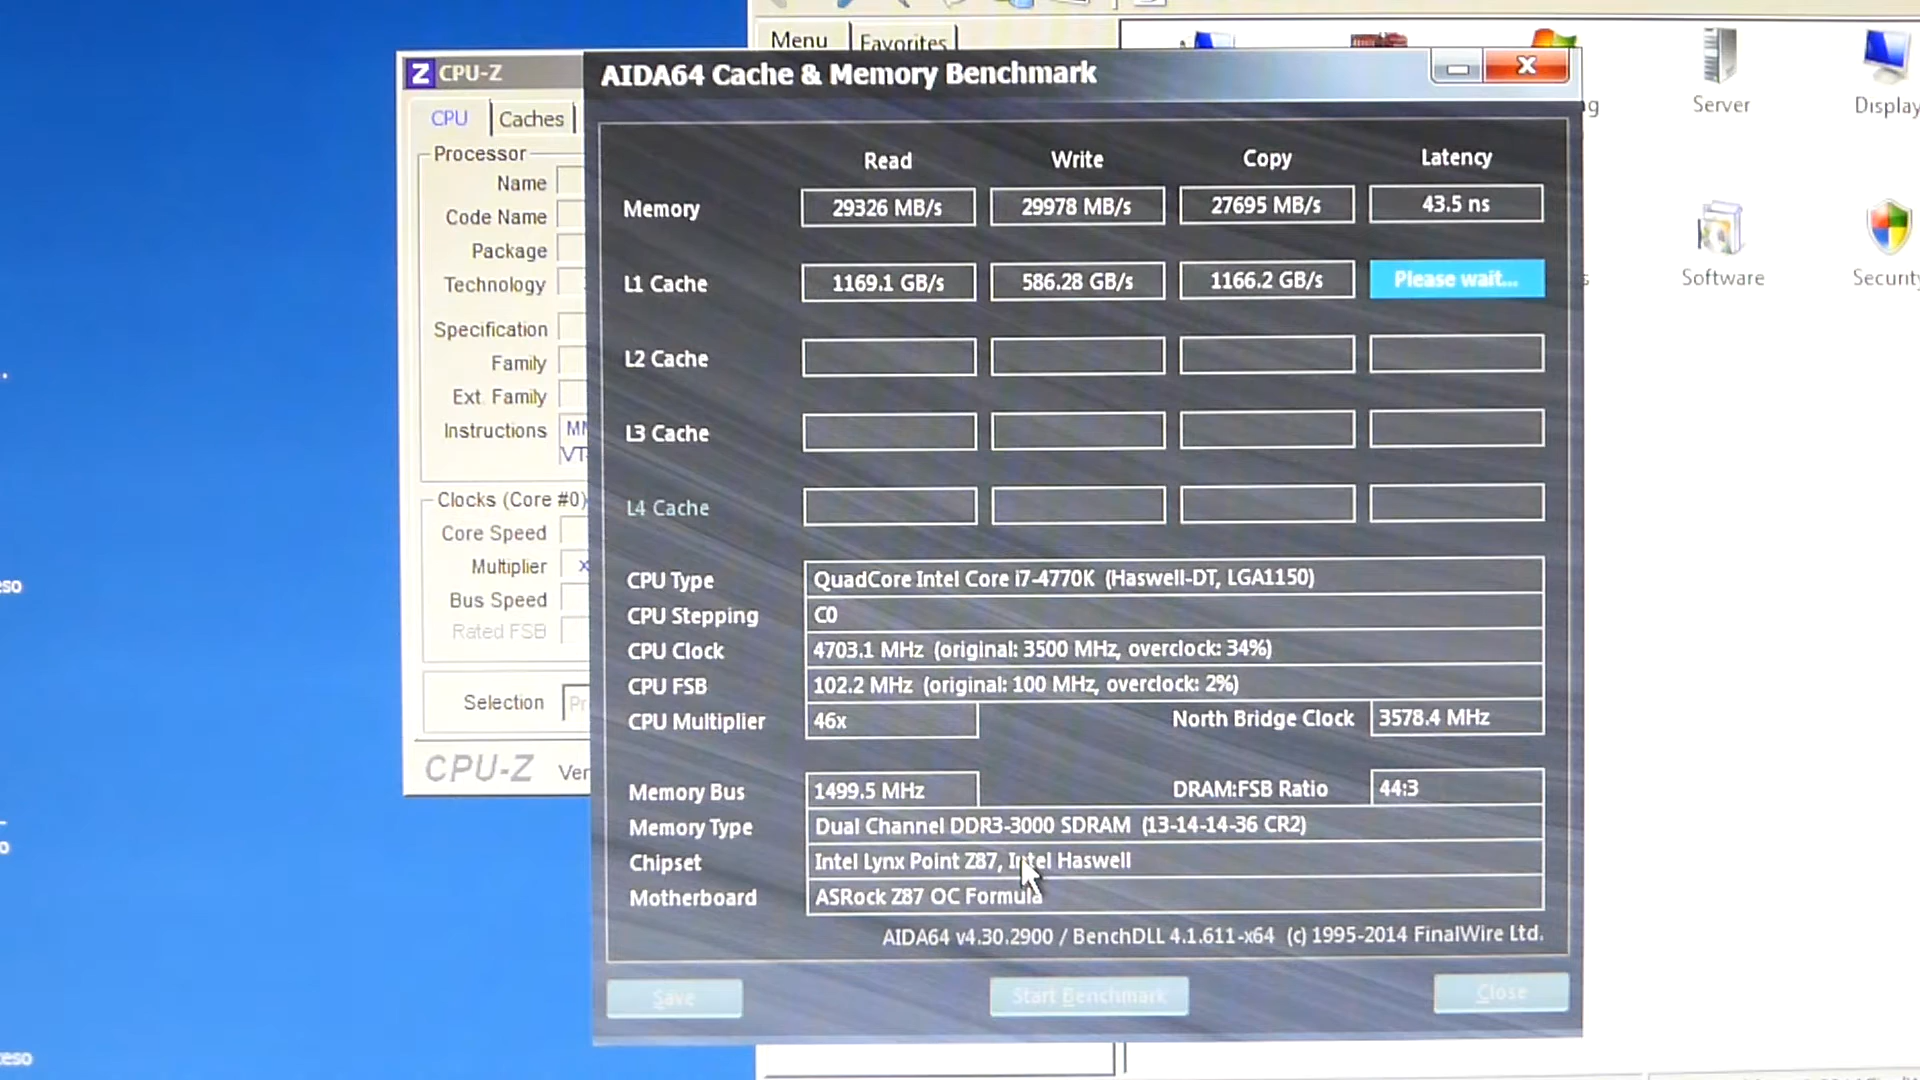 Menu
Favorites
Z CPU-Z
AIDA64 Cache & Memory Benchmark
Server
Display
CPU
Caches
Processor
Name
Code Name
Package
Technology
Specification
Family
Ext. Family
Instructions
Clocks (Core #0)
Core Speed
Multiplier x
Bus Speed
Rated FSB
Selection
CPU-Z Ver
Software
Security
Read Write Copy Latency
Memory 29326 MB/s 29978 MB/s 27695 MB/s 43.5 ns
L1 Cache 1169.1 GB/s 586.28 GB/s 1166.2 GB/s Please wait...
L2 Cache
L3 Cache
L4 Cache
CPU Type QuadCore Intel Core i7-4770K (Haswell-DT, LGA1150)
CPU Stepping C0
CPU Clock 4703.1 MHz (original: 3500 MHz, overclock: 34%)
CPU FSB 102.2 MHz (original: 100 MHz, overclock: 2%)
CPU Multiplier 46x North Bridge Clock 3578.4 MHz
Memory Bus 1499.5 MHz DRAM:FSB Ratio 44:3
Memory Type Dual Channel DDR3-3000 SDRAM (13-14-14-36 CR2)
Chipset Intel Lynx Point Z87, Intel Haswell
Motherboard ASRock Z87 OC Formula
AIDA64 v4.30.2900 / BenchDLL 4.1.611-x64 (c) 1995-2014 FinalWire Ltd.
Save Start Benchmark Close